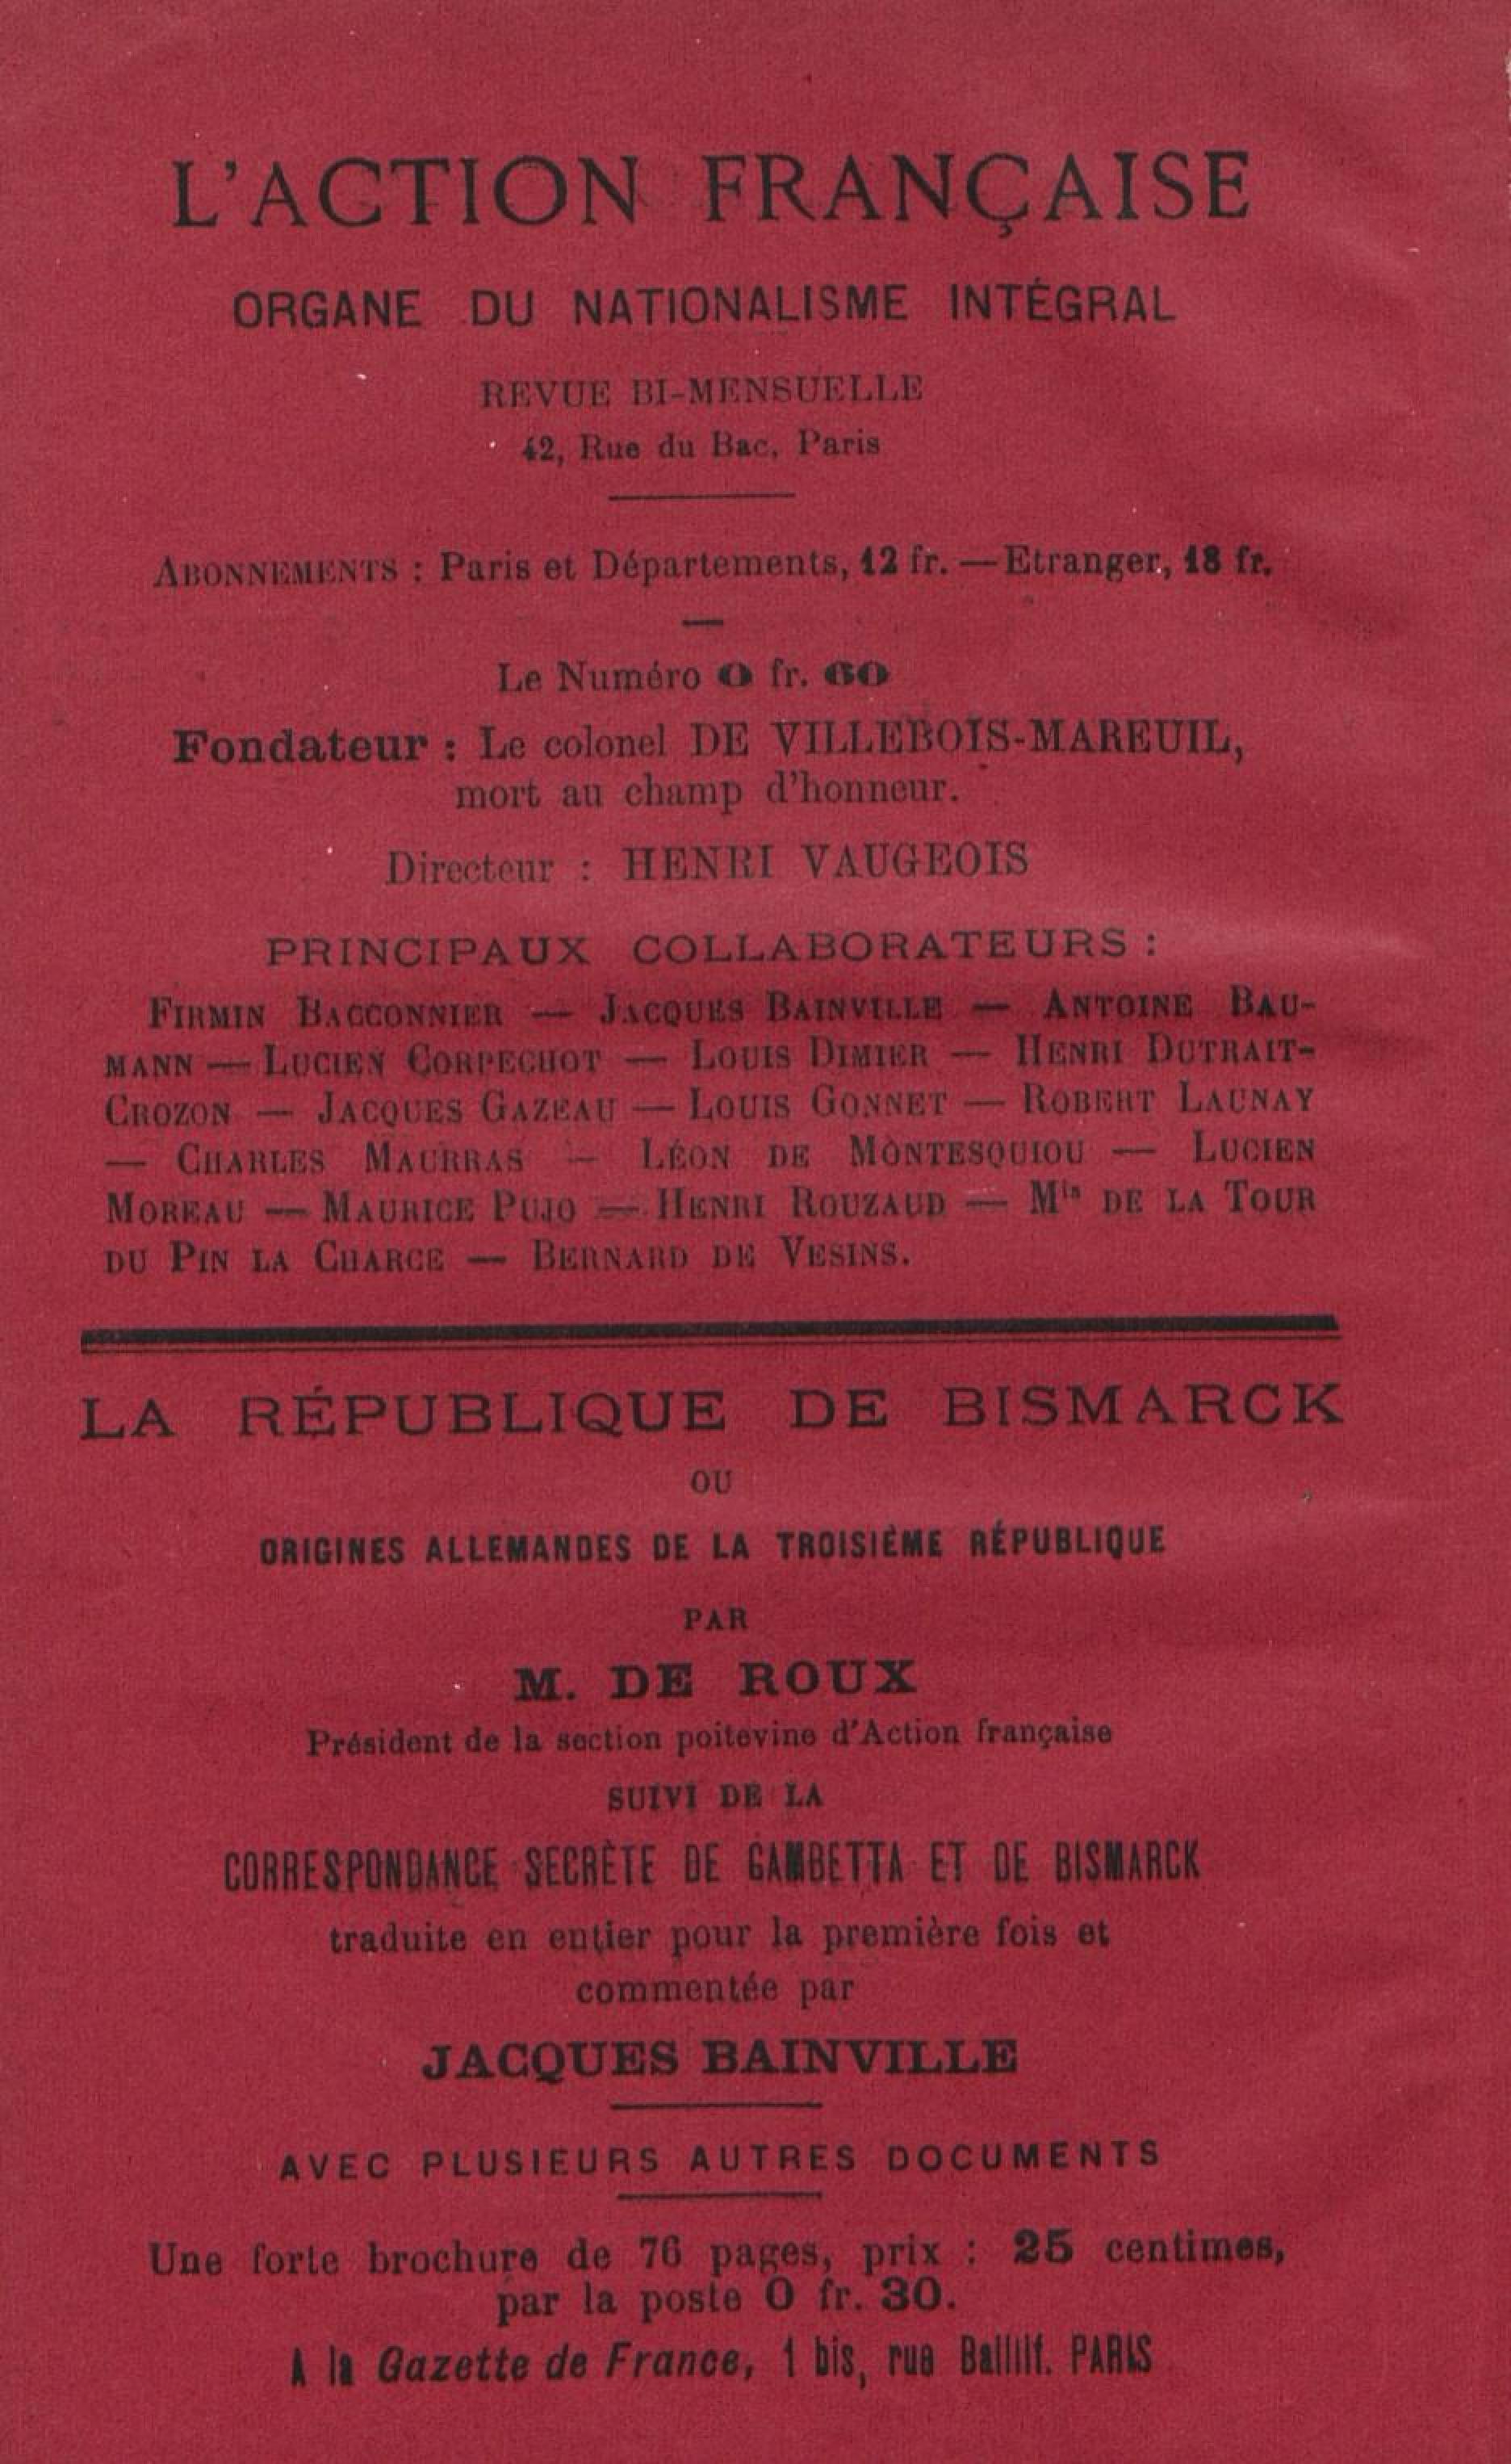 L'ACTION FRANÇAISE
ORGANE DU NATIONALISME INTÉGRAL
REVUE BI-MENSUELLE
42, Rue du Bac, Paris
ABONNEMENTS : Paris et Départements, 12 fr. — Etranger, 18 fr.
Le Numéro 0 fr. 60
Fondateur : Le colonel DE VILLEBOIS-MAREUIL,
mort au champ d'honneur.
Directeur : HENRI VAUGEOIS
PRINCIPAUX COLLABORATEURS :
FIRMIN BACCONNIER — JACQUES BAINVILLE — ANTOINE BAU-
MANN — LUCIEN CORPECHOT — LOUIS DIMIER — HENRI DUTRAIT-
CROZON — JACQUES GAZEAU — LOUIS GONNET — ROBERT LAUNAY
— CHARLES MAURRAS — LÉON DE MONTESQUIOU — LUCIEN
MOREAU — MAURICE PUJO — HENRI ROUZAUD — Mis DE LA TOUR
DU PIN LA CHARCE — BERNARD DE VESINS.
LA RÉPUBLIQUE DE BISMARCK
OU
ORIGINES ALLEMANDES DE LA TROISIÈME RÉPUBLIQUE
PAR
M. DE ROUX
Président de la section poitevine d'Action française
SUIVI DE LA
CORRESPONDANCE SECRÈTE DE GAMBETTA ET DE BISMARCK
traduite en entier pour la première fois et
commentée par
JACQUES BAINVILLE
AVEC PLUSIEURS AUTRES DOCUMENTS
Une forte brochure de 76 pages, prix : 25 centimes,
par la poste 0 fr. 30.
A la Gazette de France, 1 bis, rue Baillif. PARIS